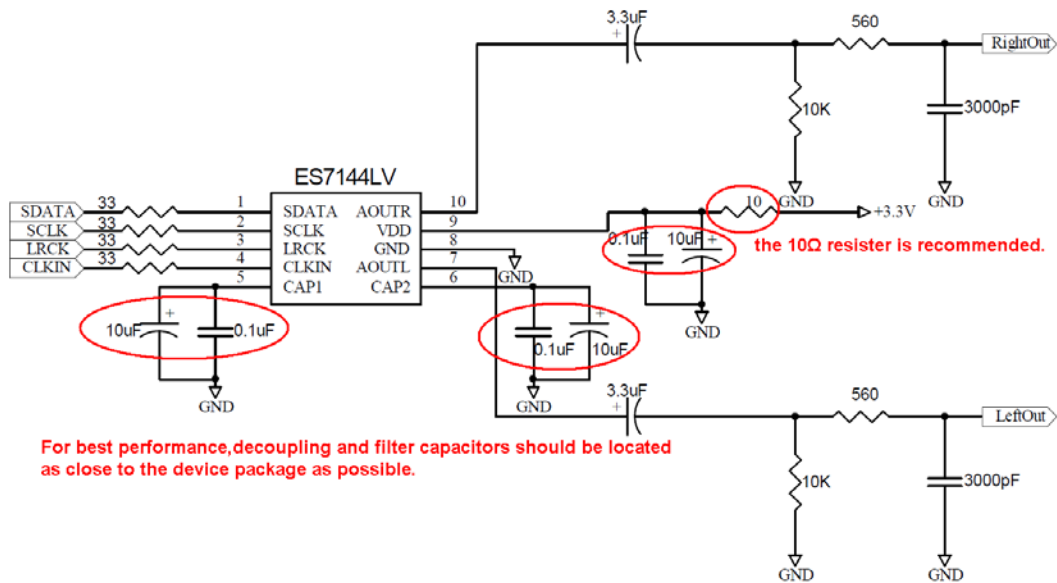 3.3uF
+
560
RightOut
10K
3000pF
GND
GND
ES7144LV
SDATA 33 1 SDATA AOUTR 10
SCLK 33 2 SCLK VDD 9
LRCK 33 3 LRCK GND 8
CLKIN 33 4 CLKIN AOUTL 7
5 CAP1 CAP2 6
GND
10
+3.3V
0.1uF 10uF +
the 10Ω resister is recommended.
GND
+
10uF 0.1uF
GND
+
0.1uF 10uF
GND
3.3uF
+
560
LeftOut
For best performance,decoupling and filter capacitors should be located
as close to the device package as possible.
10K
3000pF
GND
GND